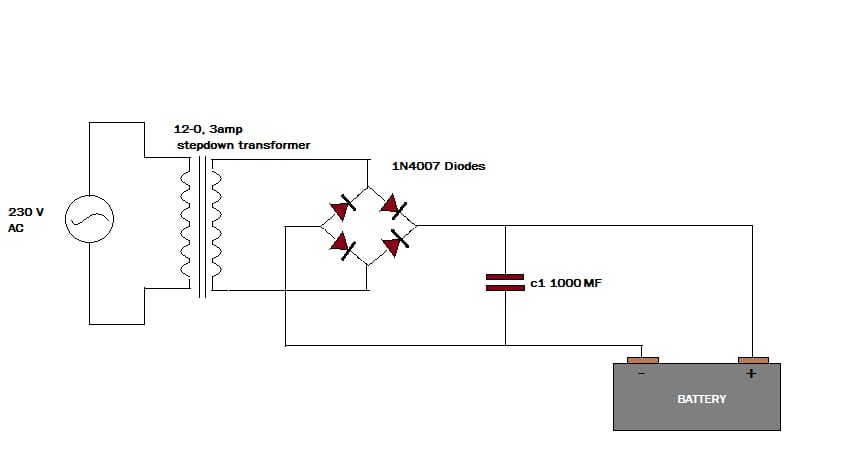 12-0, 3amp
stepdown transformer
1N4007 Diodes
230 V
AC
c1 1000 MF
- +
BATTERY